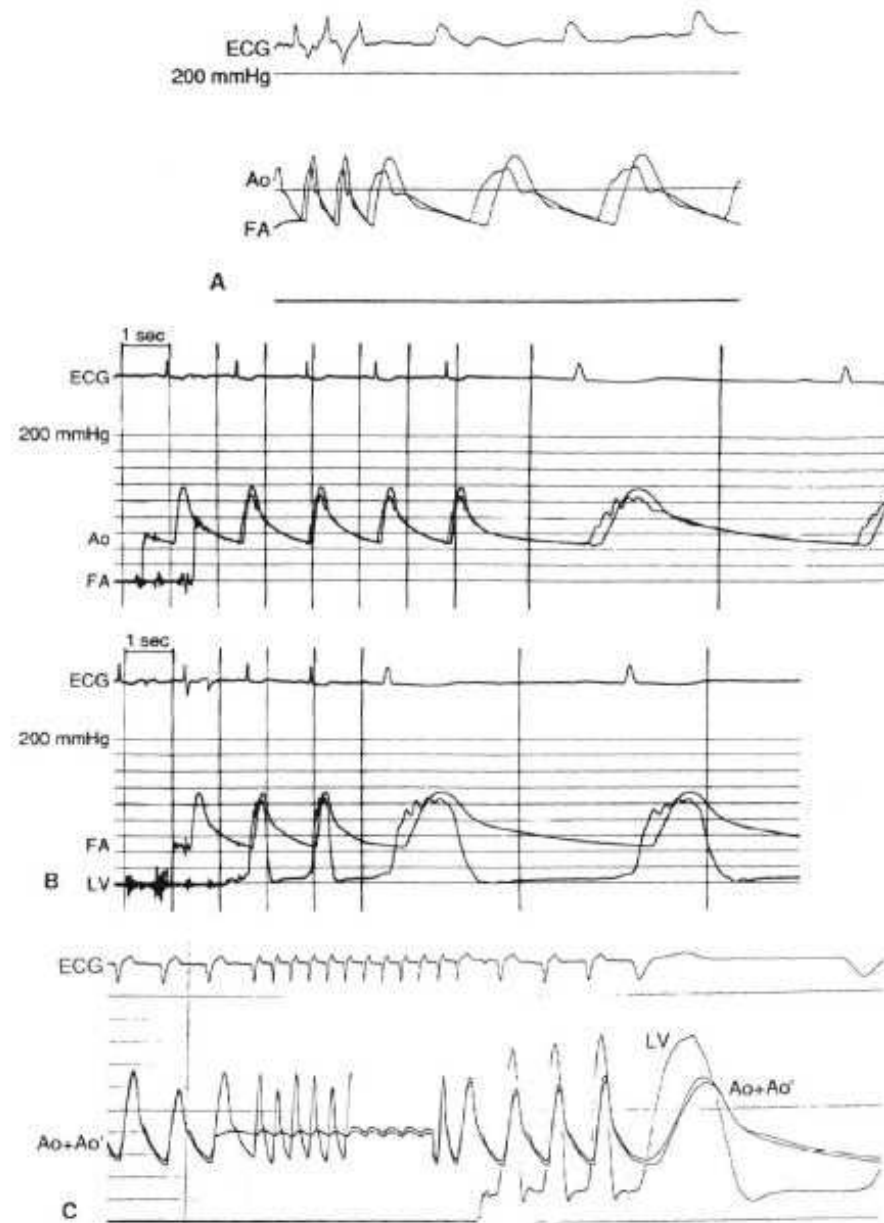 ECG
200 mmHg
Ao
FA
A
1 sec
ECG
200 mmHg
Ao
FA
1 sec
ECG
200 mmHg
FA
B
LV
ECG
LV
Ao+Ao'
Ao+Ao'
C